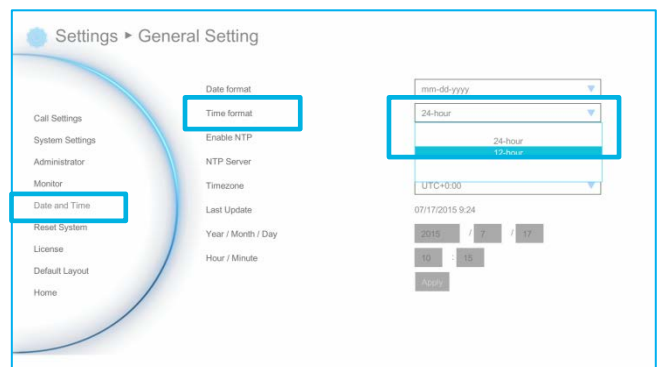 Settings ▸ General Setting
Date format mm-dd-yyyy
Time format 24-hour
24-hour
12-hour
Enable NTP
NTP Server
Timezone UTC+0:00
Last Update 07/17/2015 9:24
Year / Month / Day 2015 / 7 / 17
Hour / Minute 10 : 15
Apply
Call Settings
System Settings
Administrator
Monitor
Date and Time
Reset System
License
Default Layout
Home